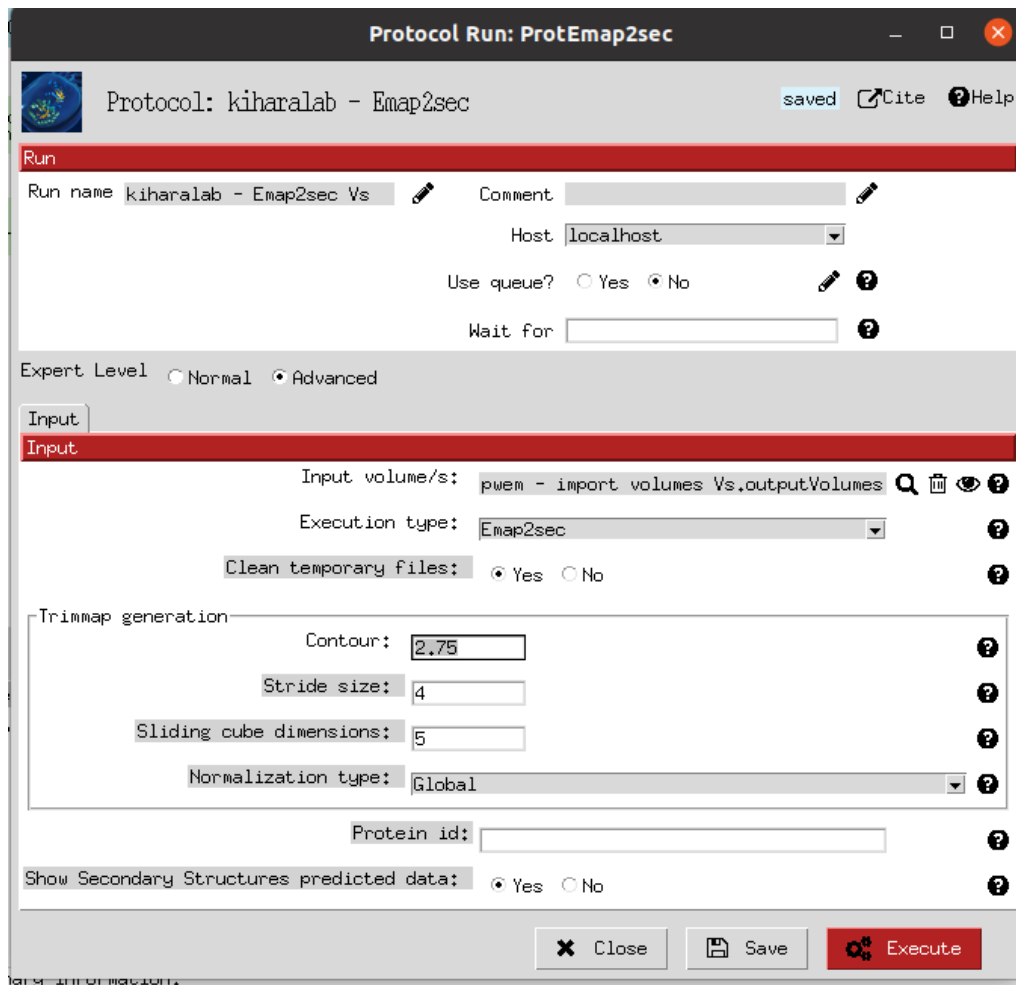 Protocol Run: ProtEmap2sec
Protocol: kiharalab - Emap2sec saved Cite Help
Run
Run name kiharalab - Emap2sec Vs Comment
Host localhost
Use queue? Yes No
Wait for
Expert Level Normal Advanced
Input
Input
Input volume/s: pwem - import volumes Vs.outputVolumes
Execution type: Emap2sec
Clean temporary files: Yes No
Trimmap generation
Contour: 2.75
Stride size: 4
Sliding cube dimensions: 5
Normalization type: Global
Protein id:
Show Secondary Structures predicted data: Yes No
Close Save Execute
information.